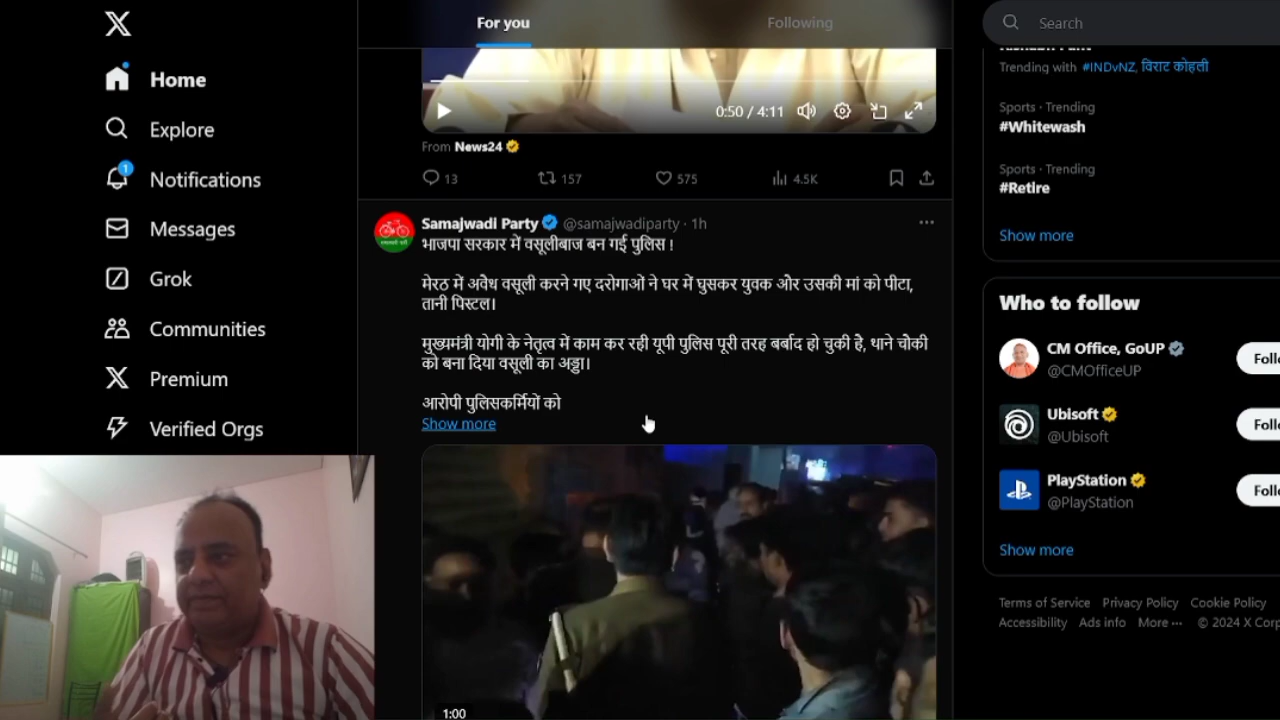 For you
Following
Search
Home
Explore
Notifications
1
Messages
Grok
Communities
Premium
Verified Orgs
0:50 / 4:11
From News24
13
157
575
4.5K
Samajwadi Party @samajwadiparty · 1h
भाजपा सरकार में वसूलीबाज बन गई पुलिस !
मेरठ में अवैध वसूली करने गए दरोगाओं ने घर में घुसकर युवक और उसकी मां को पीटा,
तानी पिस्टल।
मुख्यमंत्री योगी के नेतृत्व में काम कर रही यूपी पुलिस पूरी तरह बर्बाद हो चुकी है, थाने चौकी
को बना दिया वसूली का अड्डा।
आरोपी पुलिसकर्मियों को
Show more
1:00
Trending with #INDvNZ, विराट कोहली
Sports · Trending
#Whitewash
Sports · Trending
#Retire
Show more
Who to follow
CM Office, GoUP
@CMOfficeUP
Ubisoft
@Ubisoft
PlayStation
@PlayStation
Show more
Terms of Service Privacy Policy Cookie Policy
Accessibility Ads info More ··· © 2024 X Corp